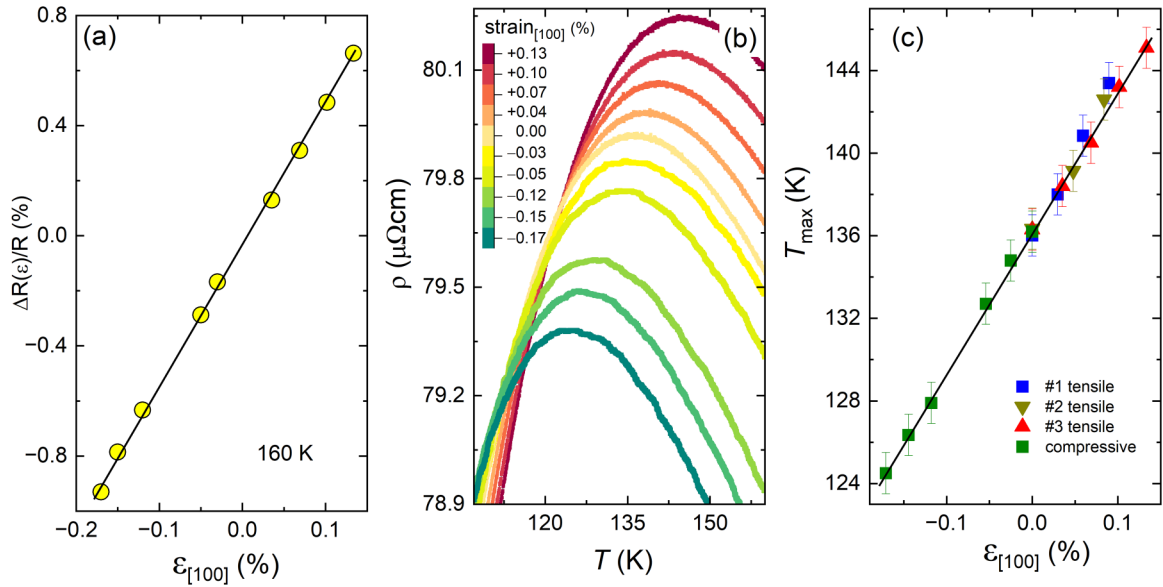 (a)
0.8
0.4
0.0
−0.4
−0.8
ΔR(ε)/R (%)
160 K
−0.2
−0.1
0.0
0.1
ε[100] (%)
(b)
strain[100] (%)
+0.13
+0.10
+0.07
+0.04
0.00
−0.03
−0.05
−0.12
−0.15
−0.17
80.1
79.8
79.5
79.2
78.9
ρ (μΩcm)
120
135
150
T (K)
(c)
144
140
136
132
128
124
Tmax (K)
#1 tensile
#2 tensile
#3 tensile
compressive
−0.1
0.0
0.1
ε[100] (%)